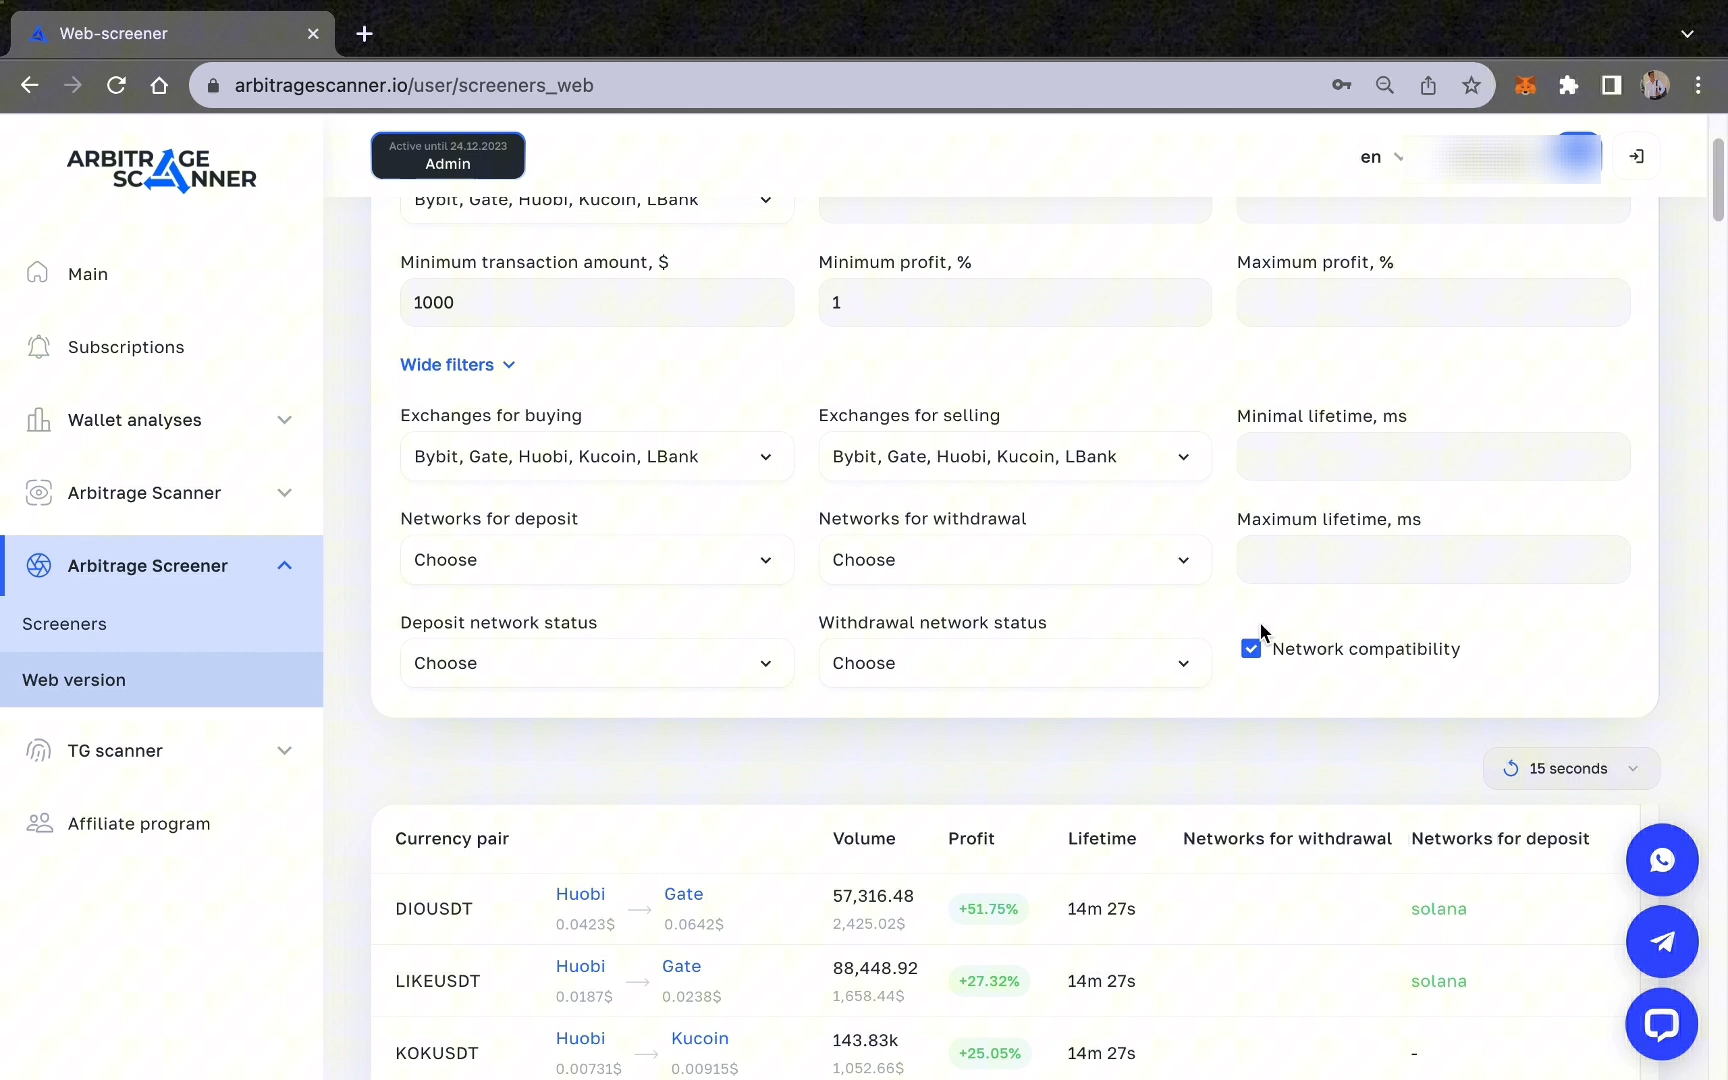 Web-screener
arbitragescanner.io/user/screeners_web
ARBITRAGE
SCANNER
Active until 24.12.2023
Admin
en
Main
Subscriptions
Wallet analyses
Arbitrage Scanner
Arbitrage Screener
Screeners
Web version
TG scanner
Affiliate program
Bybit, Gate, Huobi, Kucoin, LBank
Minimum transaction amount, $ Minimum profit, % Maximum profit, %
1000 1
Wide filters
Exchanges for buying Exchanges for selling Minimal lifetime, ms
Bybit, Gate, Huobi, Kucoin, LBank Bybit, Gate, Huobi, Kucoin, LBank
Networks for deposit Networks for withdrawal Maximum lifetime, ms
Choose Choose
Deposit network status Withdrawal network status
Network compatibility
Choose Choose
15 seconds
Currency pair Volume Profit Lifetime Networks for withdrawal Networks for deposit
DIOUSDT Huobi → Gate 57,316.48 +51.75% 14m 27s solana
0.0423$ 0.0642$ 2,425.02$
LIKEUSDT Huobi → Gate 88,448.92 +27.32% 14m 27s solana
0.0187$ 0.0238$ 1,658.44$
KOKUSDT Huobi → Kucoin 143.83k +25.05% 14m 27s -
0.00731$ 0.00915$ 1,052.66$